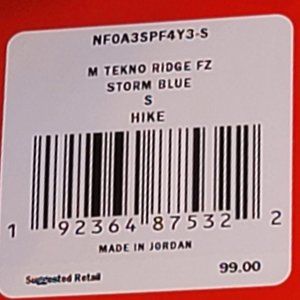 NF0A3SPF4Y3-S
M TEKNO RIDGE FZ
STORM BLUE
S
HIKE
1 92364 87532 2
MADE IN JORDAN
Suggested Retail 99.00